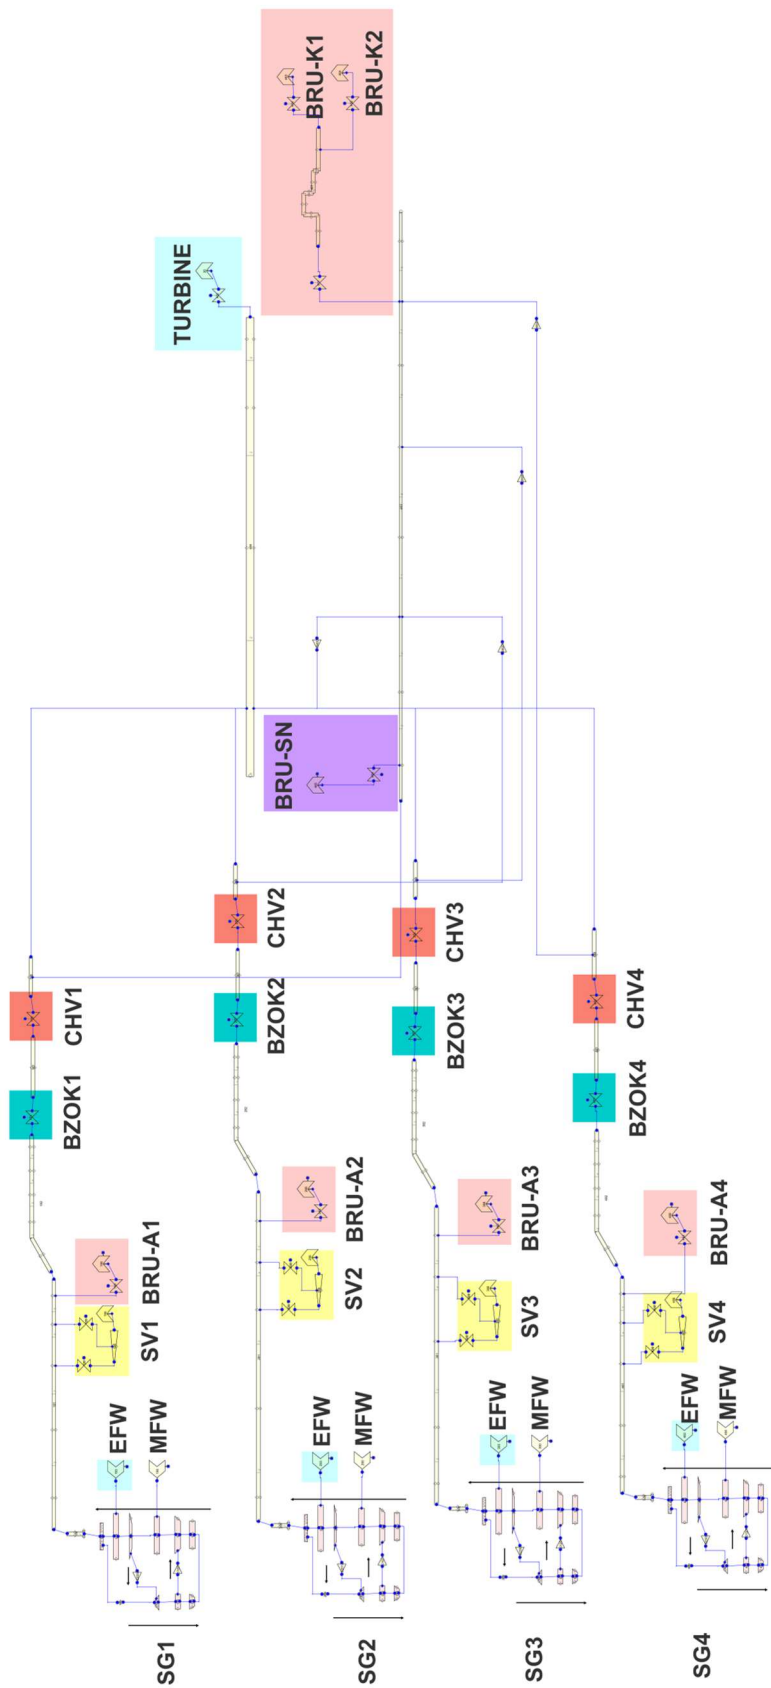 SG1
EFW
MFW
SV1
BRU-A1
BZOK1
CHV1
SG2
EFW
MFW
SV2
BRU-A2
BZOK2
CHV2
SG3
EFW
MFW
SV3
BRU-A3
BZOK3
CHV3
SG4
EFW
MFW
SV4
BRU-A4
BZOK4
CHV4
BRU-SN
TURBINE
BRU-K1
BRU-K2